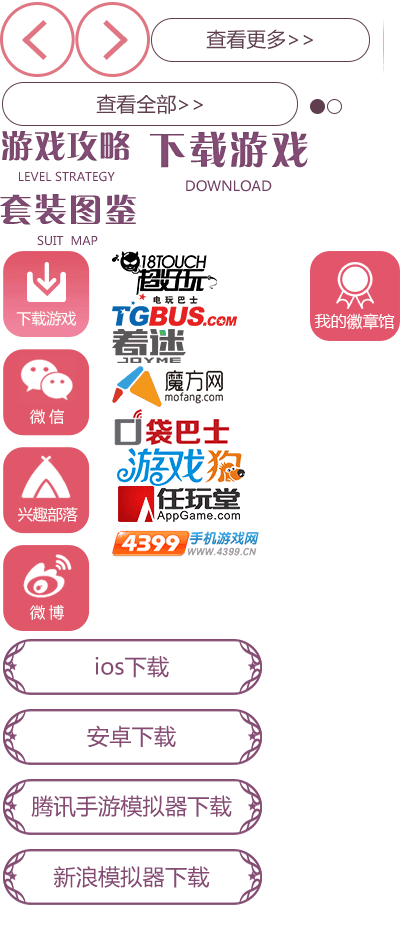 查看更多>>
查看全部>>
游戏攻略
LEVEL STRATEGY
下载游戏
DOWNLOAD
套装图鉴
SUIT MAP
下载游戏
18TOUCH
超好玩
我的徽章馆
电玩巴士
TGBUS.COM
着迷
JOYME
微信
魔方网
mofang.com
口袋巴士
游戏狗
兴趣部落
任玩堂
AppGame.com
4399
手机游戏网
WWW.4399.CN
微博
ios下载
安卓下载
腾讯手游模拟器下载
新浪模拟器下载